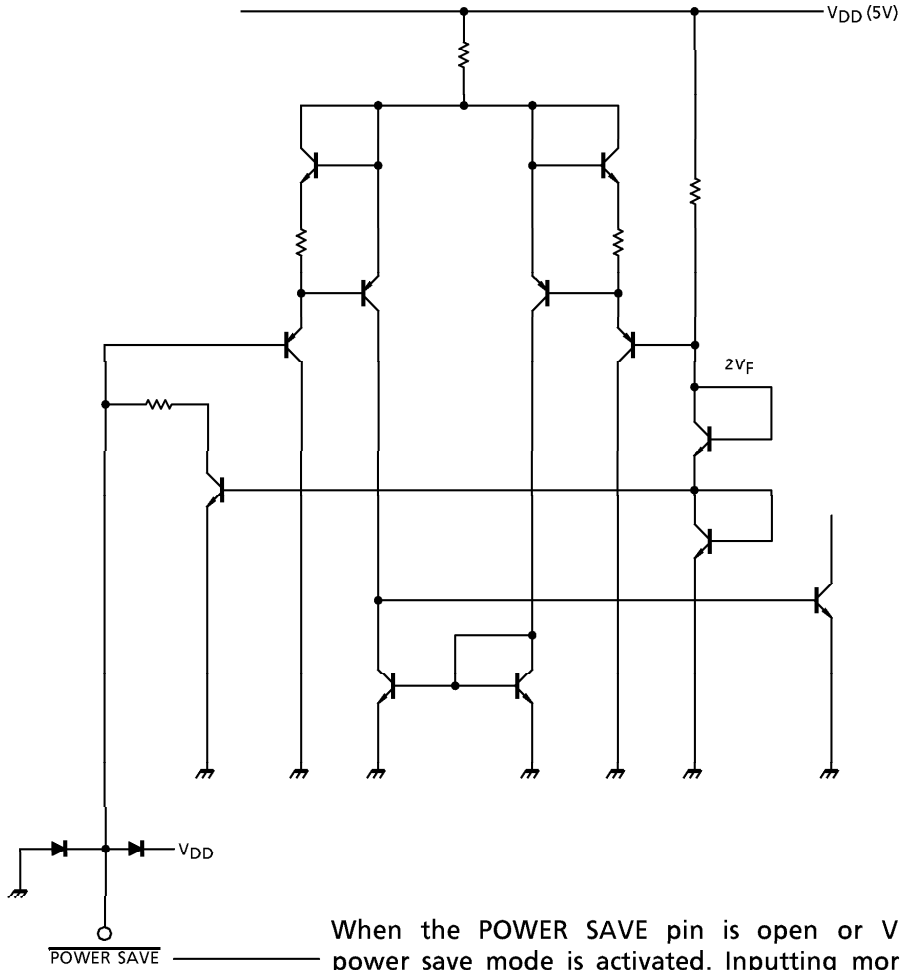 VDD (5V)
2VF
VDD
POWER SAVE
When the POWER SAVE pin is open or V
power save mode is activated. Inputting